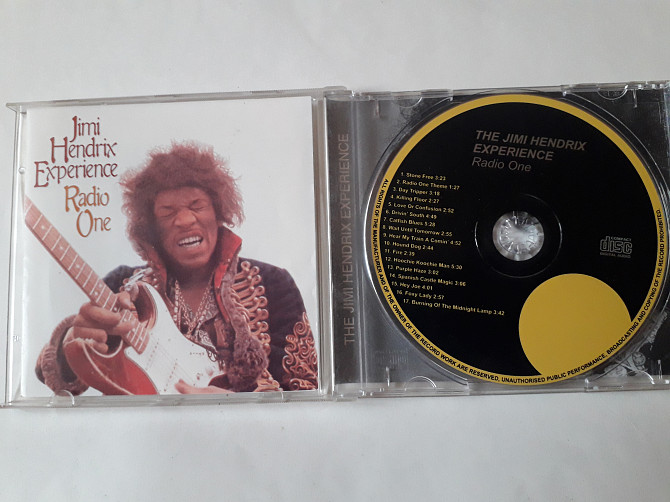 Jimi
Hendrix
Experience
Radio
One
THE JIMI HENDRIX EXPERIENCE
THE JIMI HENDRIX
EXPERIENCE
Radio One
1. Stone Free 3:23
2. Radio One Theme 1:27
3. Day Tripper 3:18
4. Killing Floor 2:27
5. Love Or Confusion 2:52
6. Drivin' South 4:49
7. Catfish Blues 5:28
8. Wait Until Tomorrow 2:55
9. Hear My Train A Comin' 4:52
10. Hound Dog 2:44
11. Fire 2.39
12. Hoochie Koochie Man 5:30
13. Purple Haze 3:02
14. Spanish Castle Magic 3:06
15. Hey Joe 4:01
16. Foxy Lady 2:57
17. Burning Of The Midnight Lamp 3.42
COMPACT
disc
DIGITAL AUDIO
ALL RIGHTS OF THE MANUFACTURER AND OF THE OWNER OF THE RECORD WORK ARE RESERVED, UNAUTHORISED PUBLIC PERFORMANCE, BROADCASTING AND COPYING OF THE RECORD PROHIBITED